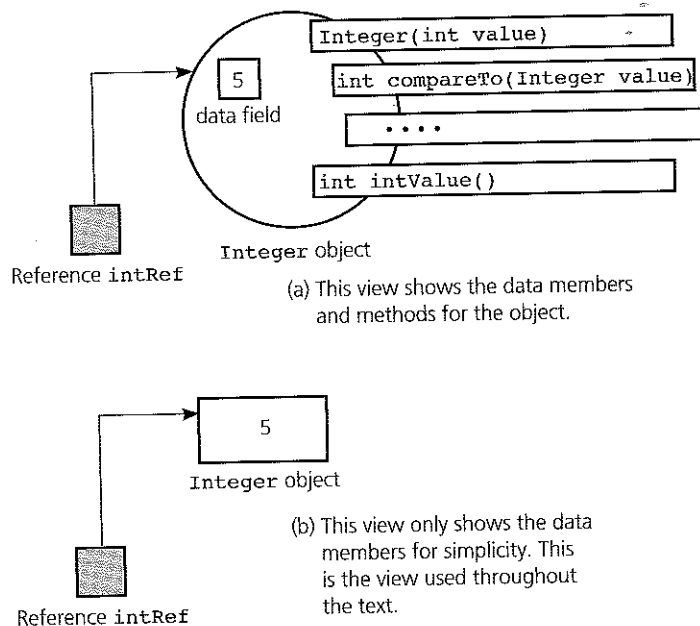 Integer(int value)
5
int compareTo(Integer value)
data field
• • • •
int intValue()
Integer object
Reference intRef
(a) This view shows the data members
and methods for the object.
5
Integer object
(b) This view only shows the data
members for simplicity. This
is the view used throughout
the text.
Reference intRef